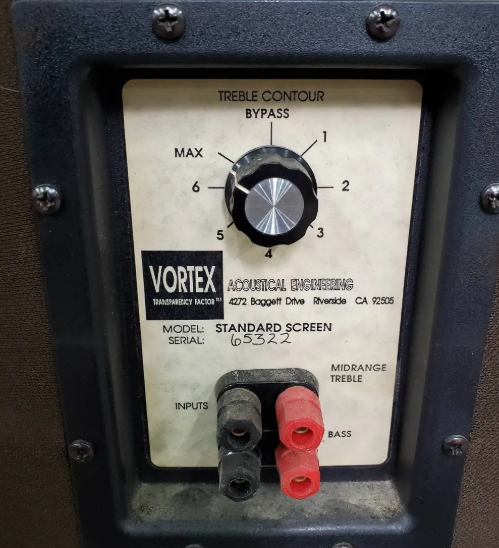 TREBLE CONTOUR
BYPASS
1
MAX
2
6
3
5
4
VORTEX
TRANSPARENCY FACTOR
ACOUSTICAL ENGINEERING
4272 Baggett Drive Riverside CA 92505
MODEL: STANDARD SCREEN
SERIAL: 65322
MIDRANGE
TREBLE
INPUTS
BASS